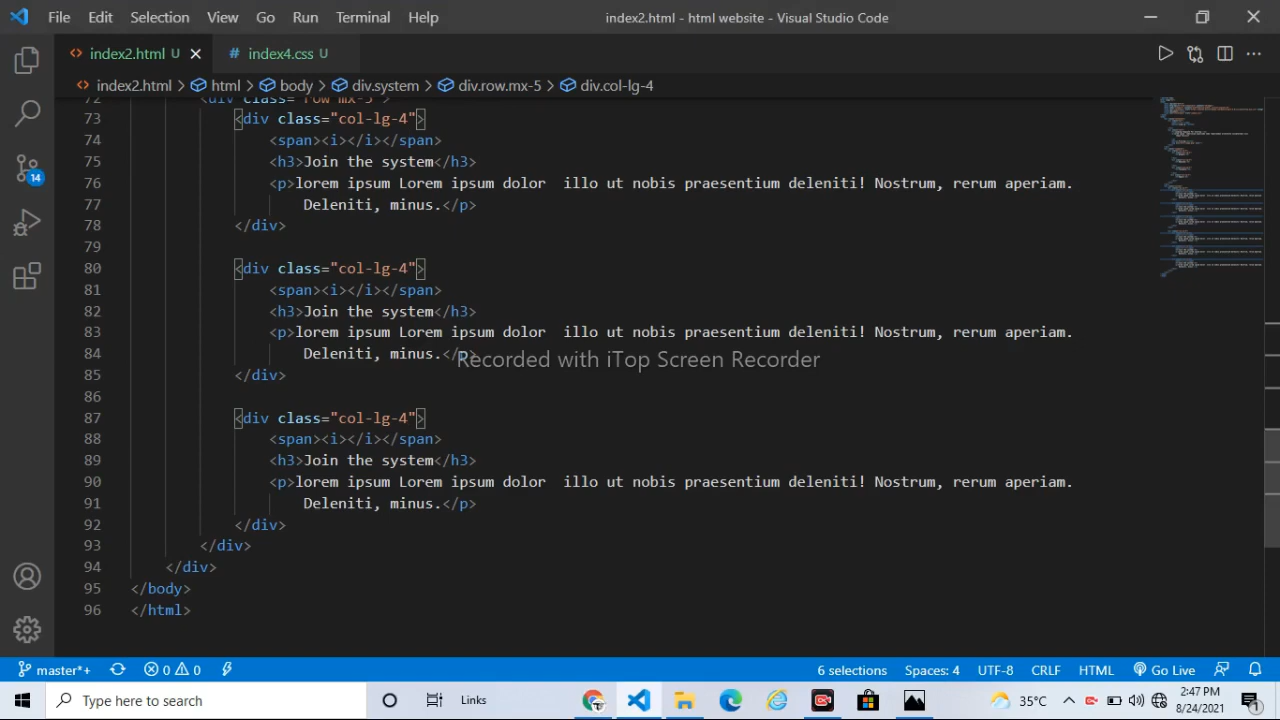 File Edit Selection View Go Run Terminal Help index2.html - html website - Visual Studio Code
index2.html U index4.css U
index2.html > html > body > div.system > div.row.mx-5 > div.col-lg-4
72 <div class="row mx-5">
73 <div class="col-lg-4">
74 <span><i></i></span>
75 <h3>Join the system</h3>
76 <p>lorem ipsum Lorem ipsum dolor  illo ut nobis praesentium deleniti! Nostrum, rerum aperiam.
77 Deleniti, minus.</p>
78 </div>
79
80 <div class="col-lg-4">
81 <span><i></i></span>
82 <h3>Join the system</h3>
83 <p>lorem ipsum Lorem ipsum dolor  illo ut nobis praesentium deleniti! Nostrum, rerum aperiam.
84 Deleniti, minus.</p>
Recorded with iTop Screen Recorder
85 </div>
86
87 <div class="col-lg-4">
88 <span><i></i></span>
89 <h3>Join the system</h3>
90 <p>lorem ipsum Lorem ipsum dolor  illo ut nobis praesentium deleniti! Nostrum, rerum aperiam.
91 Deleniti, minus.</p>
92 </div>
93 </div>
94 </div>
95 </body>
96 </html>
14
master*+ 0 0 6 selections Spaces: 4 UTF-8 CRLF HTML Go Live
Type here to search Links 35°C 2:47 PM
8/24/2021 1